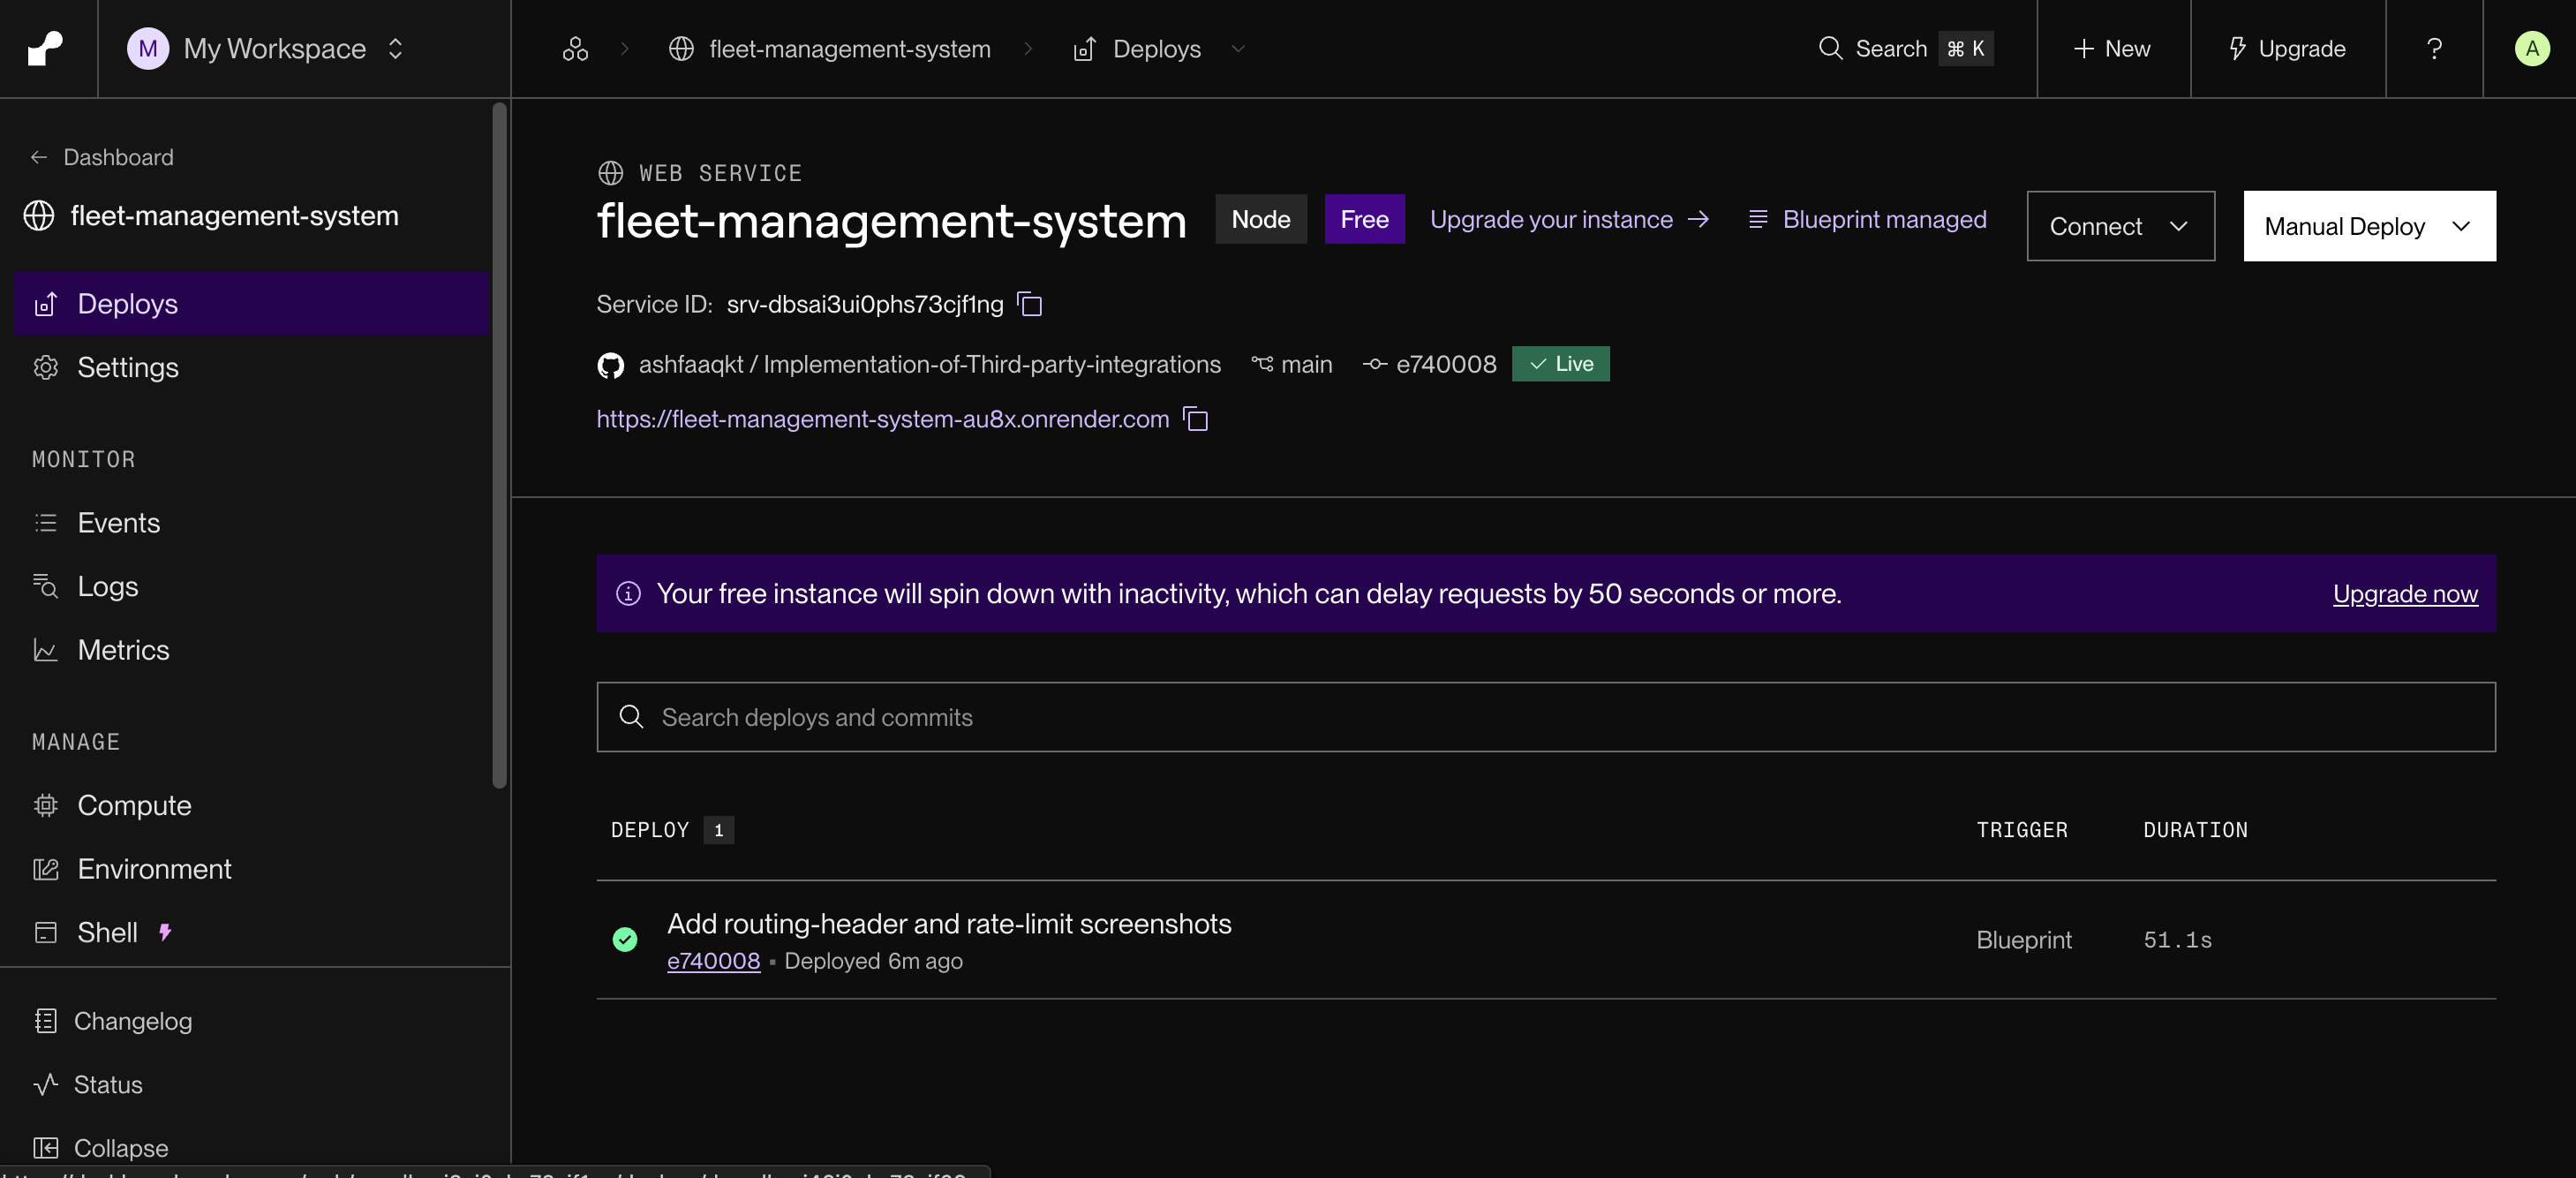 M My Workspace
fleet-management-system
Deploys
Search ⌘ K
New
Upgrade
?
A
Dashboard
fleet-management-system
Deploys
Settings
MONITOR
Events
Logs
Metrics
MANAGE
Compute
Environment
Shell
Changelog
Status
Collapse
WEB SERVICE
fleet-management-system Node Free Upgrade your instance → Blueprint managed
Connect
Manual Deploy
Service ID: srv-dbsai3ui0phs73cjf1ng
ashfaaqkt / Implementation-of-Third-party-integrations main e740008 Live
https://fleet-management-system-au8x.onrender.com
Your free instance will spin down with inactivity, which can delay requests by 50 seconds or more. Upgrade now
Search deploys and commits
DEPLOY 1 TRIGGER DURATION
Add routing-header and rate-limit screenshots
e740008 ▪ Deployed 6m ago
Blueprint 51.1s